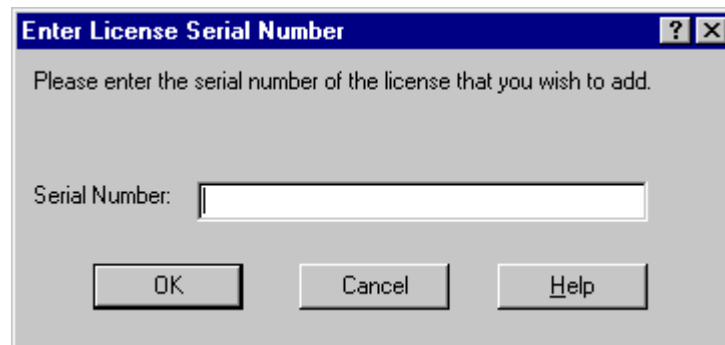 Enter License Serial Number
Please enter the serial number of the license that you wish to add.
Serial Number:
OK Cancel Help